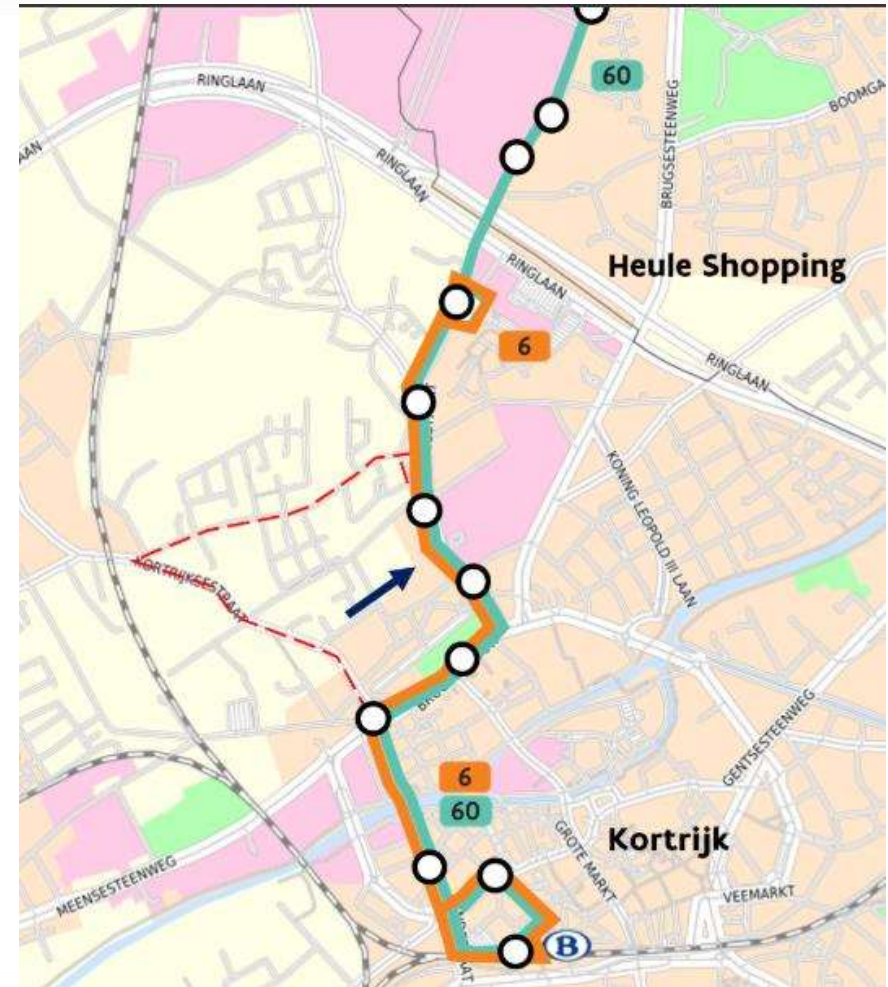 60
RINGLAAN
BOOMGA
AAN
RINGLAAN
BRUGSESTEENWEG
Heule Shopping
RINGLAAN
6
RINGLAAN
KONING LEOPOLD III LAAN
KORTRIJKSESTRAAT
GENTSESTEENWEG
6
60
GROTE MARKT
Kortrijk
MEENSESTEENWEG
VEEMARKT
B